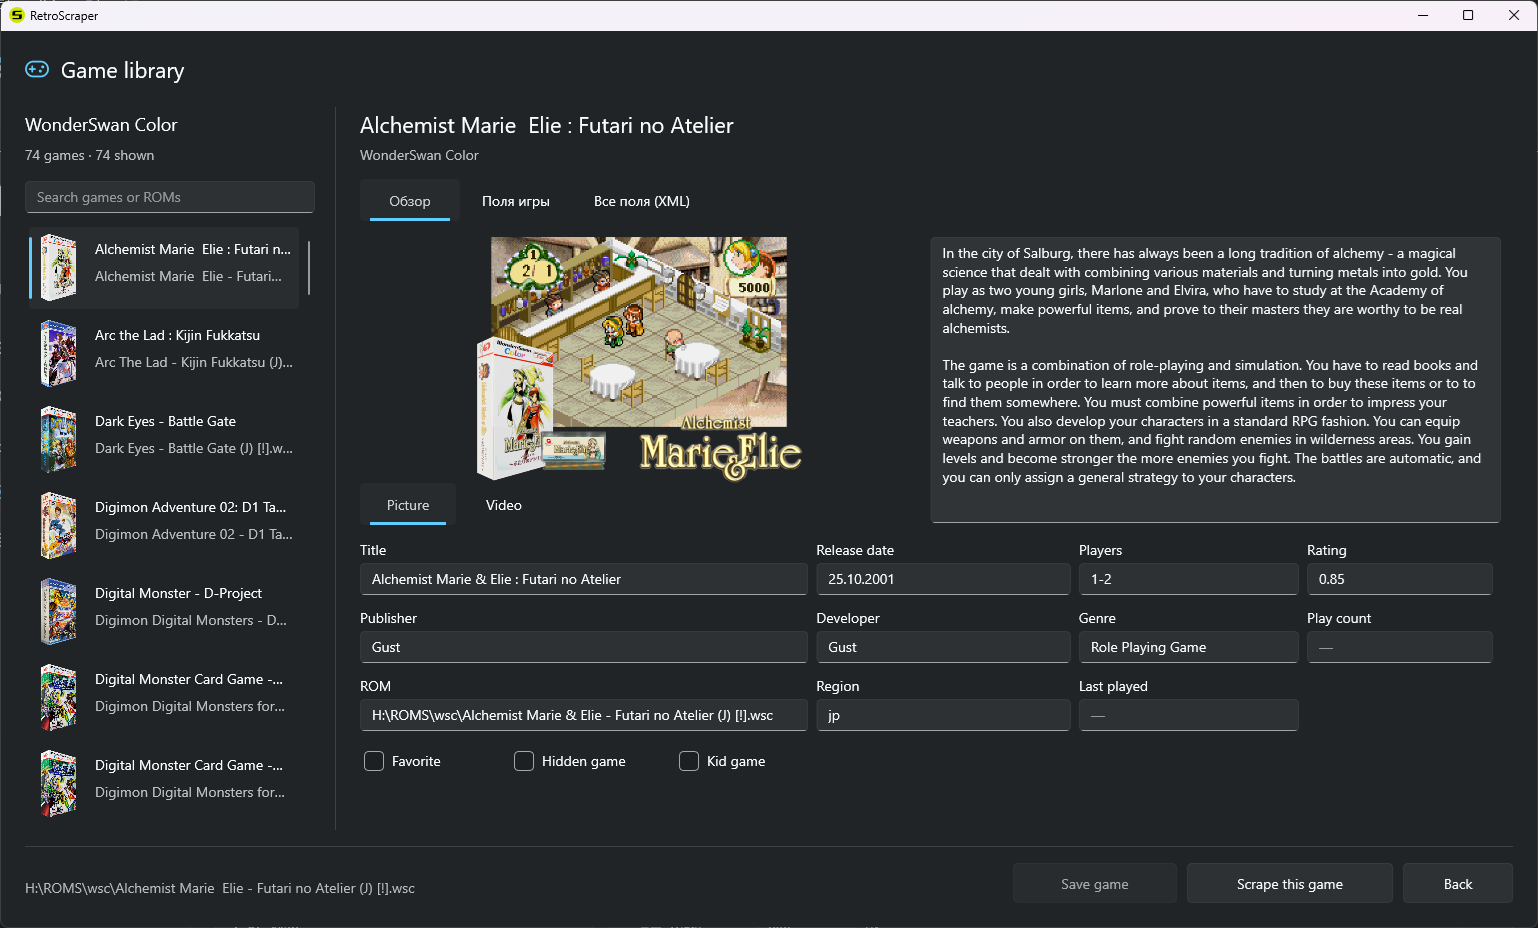 RetroScraper
Game library
WonderSwan Color
74 games · 74 shown
Search games or ROMs
Alchemist Marie  Elie : Futari n...
Alchemist Marie  Elie - Futari...
Arc the Lad : Kijin Fukkatsu
Arc The Lad - Kijin Fukkatsu (J)...
Dark Eyes - Battle Gate
Dark Eyes - Battle Gate (J) [!].w...
Digimon Adventure 02: D1 Ta...
Digimon Adventure 02 - D1 Ta...
Digital Monster - D-Project
Digimon Digital Monsters - D...
Digital Monster Card Game -...
Digimon Digital Monsters for...
Digital Monster Card Game -...
Digimon Digital Monsters for...
Alchemist Marie  Elie : Futari no Atelier
WonderSwan Color
Обзор
Поля игры
Все поля (XML)
1
2/ 1
5000
WonderSwan
Color
Alchemist
Marie&Elie
In the city of Salburg, there has always been a long tradition of alchemy - a magical
science that dealt with combining various materials and turning metals into gold. You
play as two young girls, Marlone and Elvira, who have to study at the Academy of
alchemy, make powerful items, and prove to their masters they are worthy to be real
alchemists.
The game is a combination of role-playing and simulation. You have to read books and
talk to people in order to learn more about items, and then to buy these items or to to
find them somewhere. You must combine powerful items in order to impress your
teachers. You also develop your characters in a standard RPG fashion. You can equip
weapons and armor on them, and fight random enemies in wilderness areas. You gain
levels and become stronger the more enemies you fight. The battles are automatic, and
you can only assign a general strategy to your characters.
Picture
Video
Title
Release date
Players
Rating
Alchemist Marie & Elie : Futari no Atelier
25.10.2001
1-2
0.85
Publisher
Developer
Genre
Play count
Gust
Gust
Role Playing Game
—
ROM
Region
Last played
H:\ROMS\wsc\Alchemist Marie & Elie - Futari no Atelier (J) [!].wsc
jp
—
Favorite
Hidden game
Kid game
H:\ROMS\wsc\Alchemist Marie  Elie - Futari no Atelier (J) [!].wsc
Save game
Scrape this game
Back